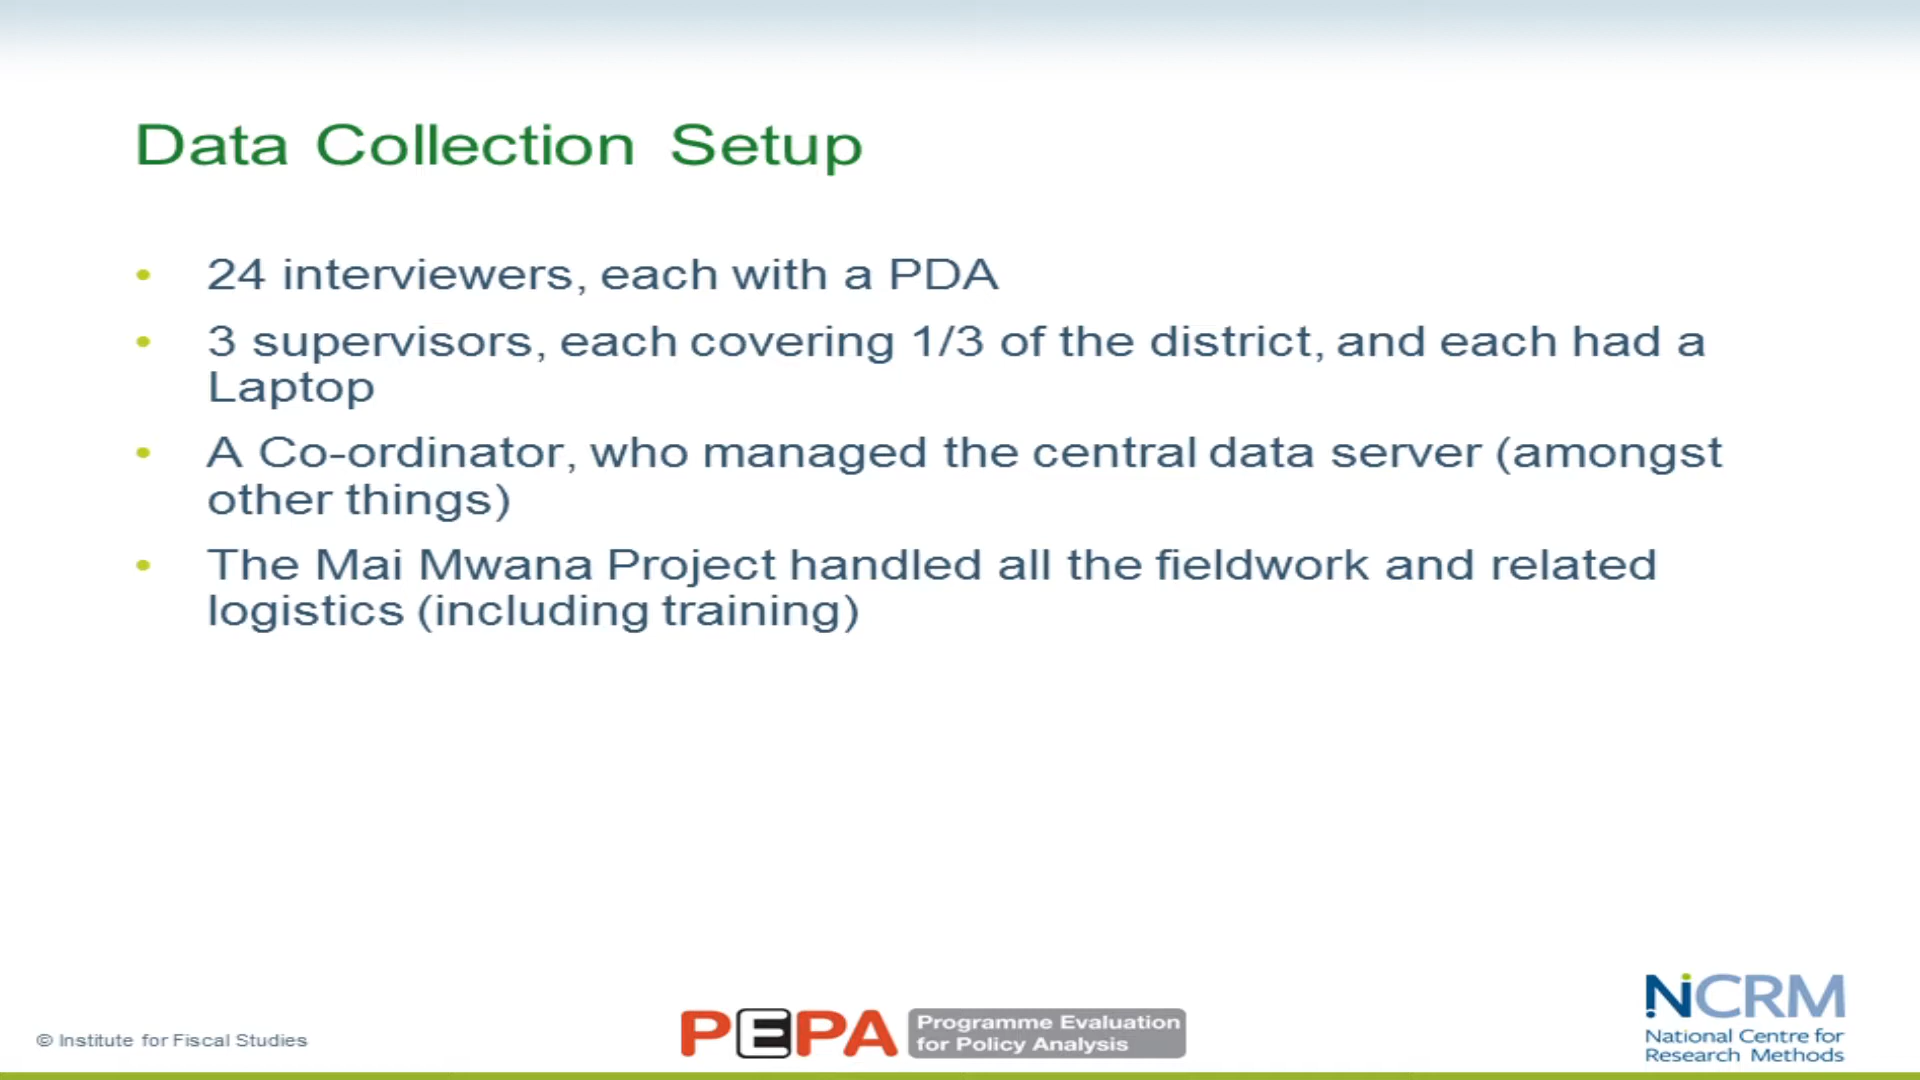 Data Collection Setup
• 24 interviewers, each with a PDA
• 3 supervisors, each covering 1/3 of the district, and each had a
Laptop
• A Co-ordinator, who managed the central data server (amongst
other things)
• The Mai Mwana Project handled all the fieldwork and related
logistics (including training)
© Institute for Fiscal Studies
PEPA
Programme Evaluation
for Policy Analysis
NCRM
National Centre for
Research Methods